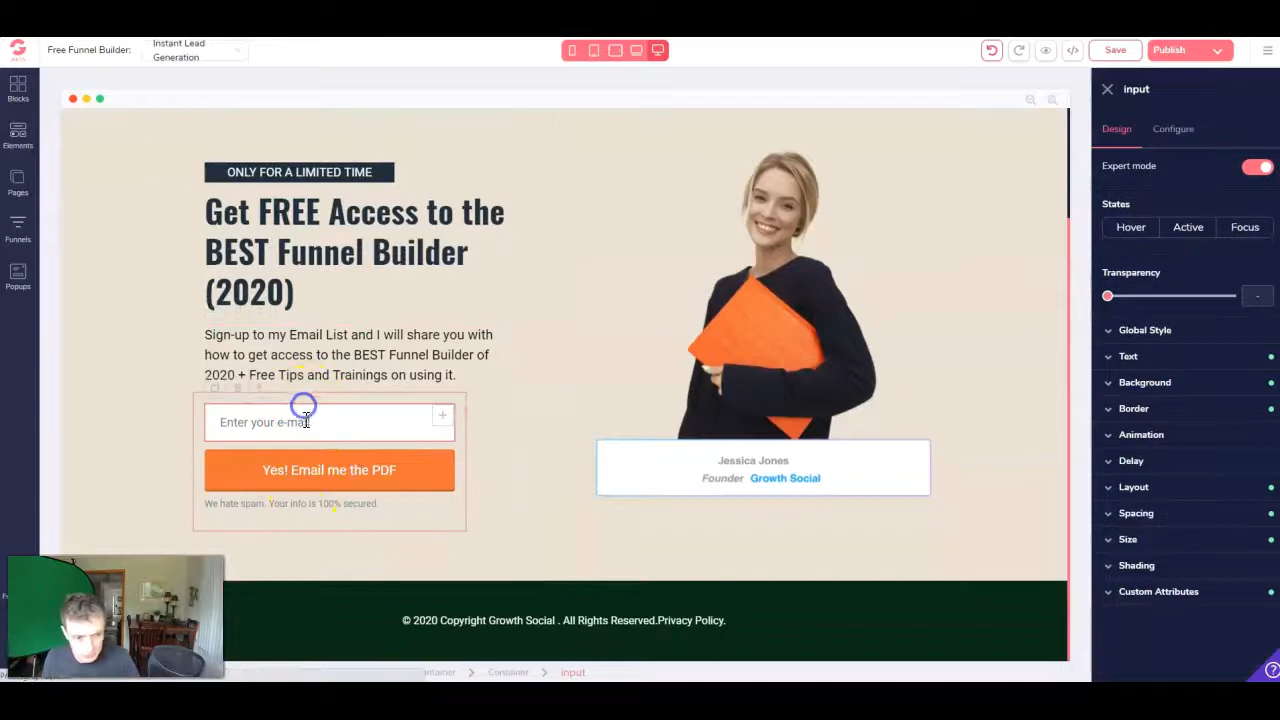 Free Funnel Builder:
Instant Lead
Generation
</>
Save
Publish
BETA
Blocks
Elements
Pages
Funnels
Popups
ONLY FOR A LIMITED TIME
Get FREE Access to the
BEST Funnel Builder
(2020)
Sign-up to my Email List and I will share you with
how to get access to the BEST Funnel Builder of
2020 + Free Tips and Trainings on using it.
Enter your e-mail
Yes! Email me the PDF
We hate spam. Your info is 100% secured.
Jessica Jones
Founder Growth Social
© 2020 Copyright Growth Social . All Rights Reserved.Privacy Policy.
Container
input
input
Design
Configure
Expert mode
States
Hover
Active
Focus
Transparency
-
Global Style
Text
Background
Border
Animation
Delay
Layout
Spacing
Size
Shading
Custom Attributes
?